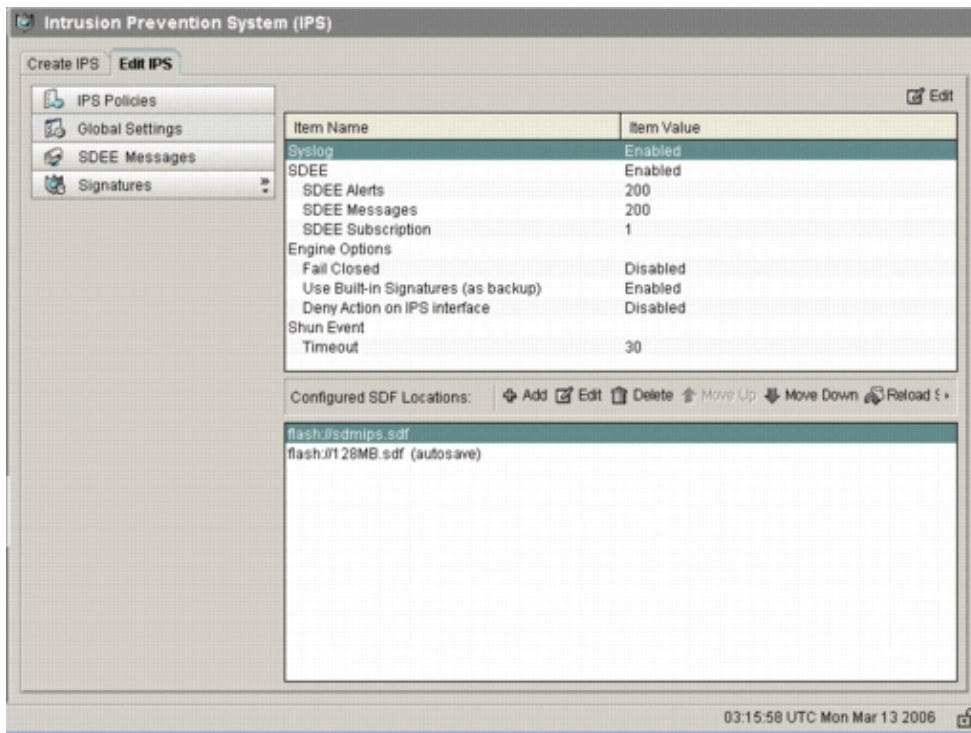 Intrusion Prevention System (IPS)
Create IPS Edit IPS
IPS Policies
Global Settings
SDEE Messages
Signatures
Edit
Item Name Item Value
Syslog Enabled
SDEE Enabled
SDEE Alerts 200
SDEE Messages 200
SDEE Subscription 1
Engine Options
Fail Closed Disabled
Use Built-in Signatures (as backup) Enabled
Deny Action on IPS interface Disabled
Shun Event
Timeout 30
Configured SDF Locations: Add Edit Delete Move Up Move Down Reload
flash://sdmips.sdf
flash://128MB.sdf (autosave)
03:15:58 UTC Mon Mar 13 2006